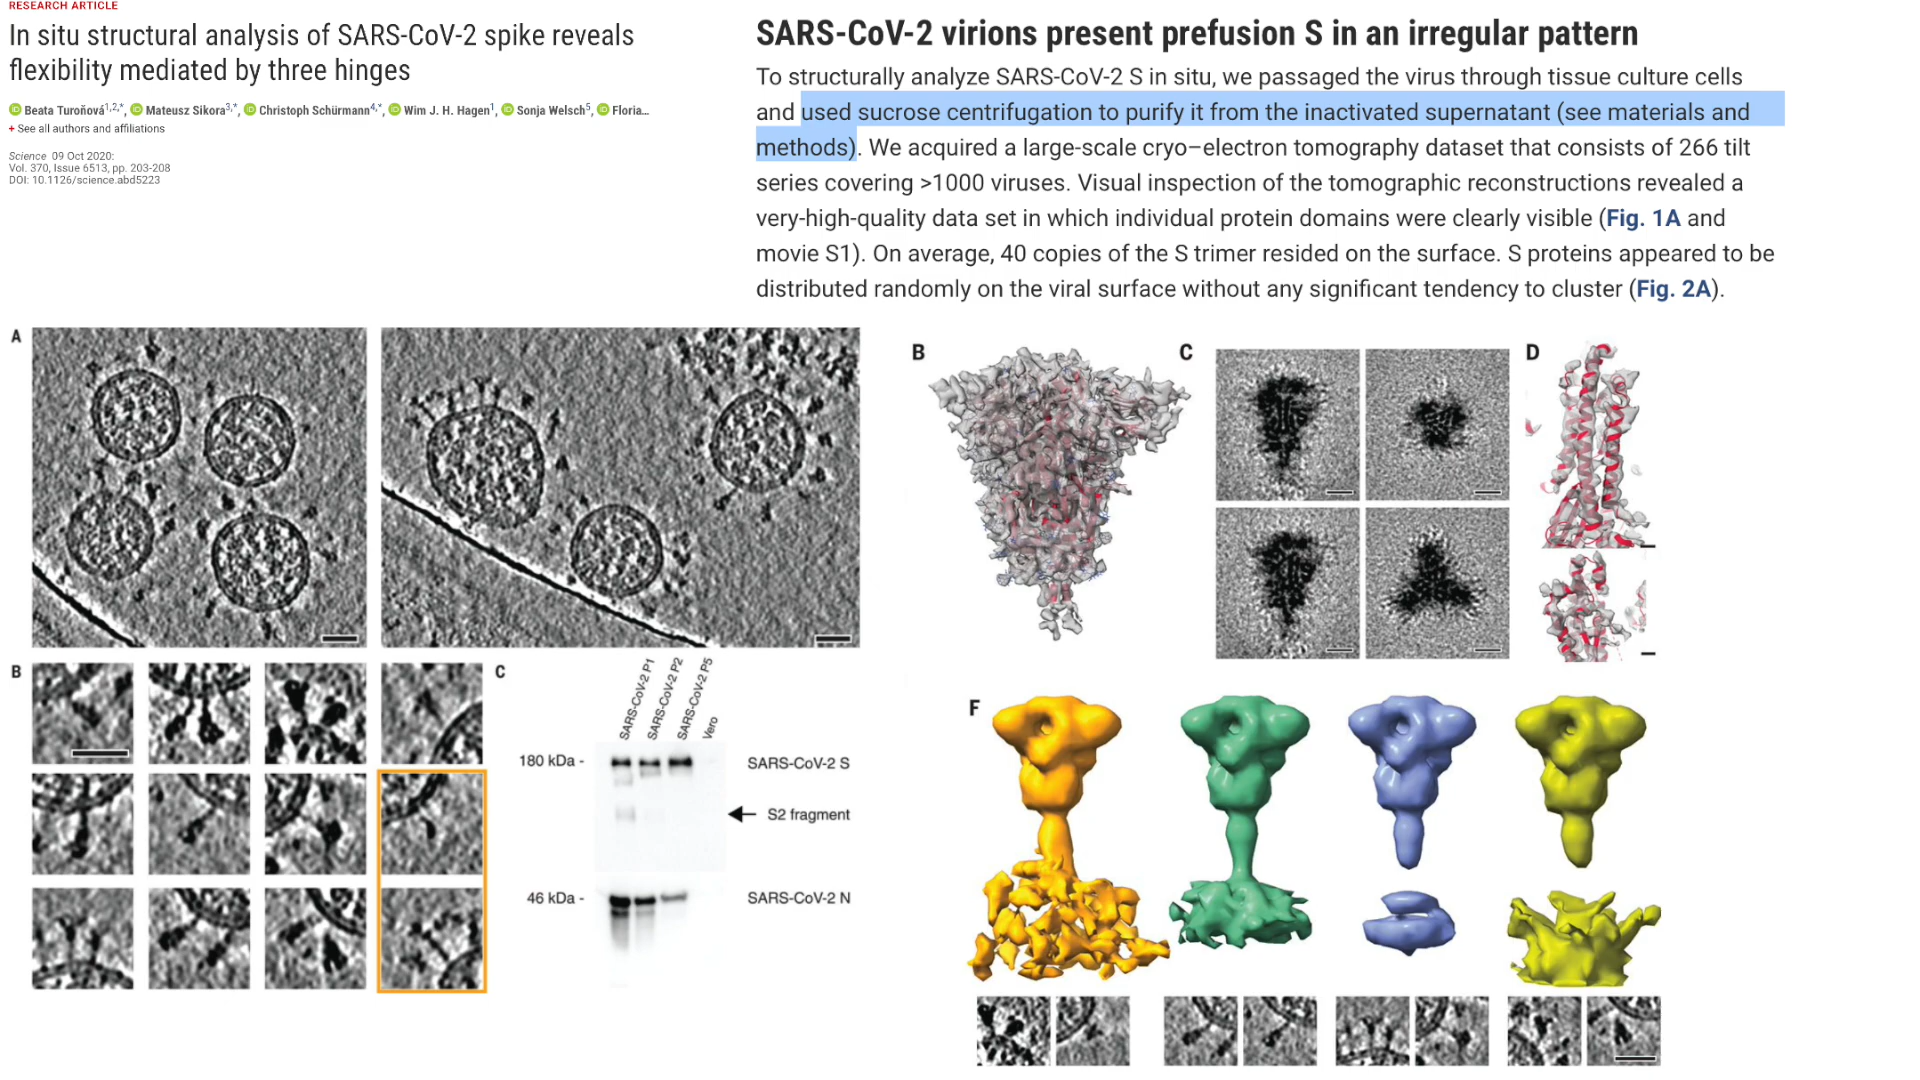 RESEARCH ARTICLE
In situ structural analysis of SARS-CoV-2 spike reveals
flexibility mediated by three hinges
Beata Turoňová1,2,*, Mateusz Sikora3,*, Christoph Schürmann4,*, Wim J. H. Hagen1, Sonja Welsch5, Floria…
+ See all authors and affiliations
Science 09 Oct 2020:
Vol. 370, Issue 6513, pp. 203-208
DOI: 10.1126/science.abd5223
SARS-CoV-2 virions present prefusion S in an irregular pattern
To structurally analyze SARS-CoV-2 S in situ, we passaged the virus through tissue culture cells
and used sucrose centrifugation to purify it from the inactivated supernatant (see materials and
methods). We acquired a large-scale cryo–electron tomography dataset that consists of 266 tilt
series covering >1000 viruses. Visual inspection of the tomographic reconstructions revealed a
very-high-quality data set in which individual protein domains were clearly visible (Fig. 1A and
movie S1). On average, 40 copies of the S trimer resided on the surface. S proteins appeared to be
distributed randomly on the viral surface without any significant tendency to cluster (Fig. 2A).
A
B
C
D
B
C
SARS-CoV-2 P1
SARS-CoV-2 P2
SARS-CoV-2 P5
Vero
180 kDa -
SARS-CoV-2 S
S2 fragment
46 kDa -
SARS-CoV-2 N
F